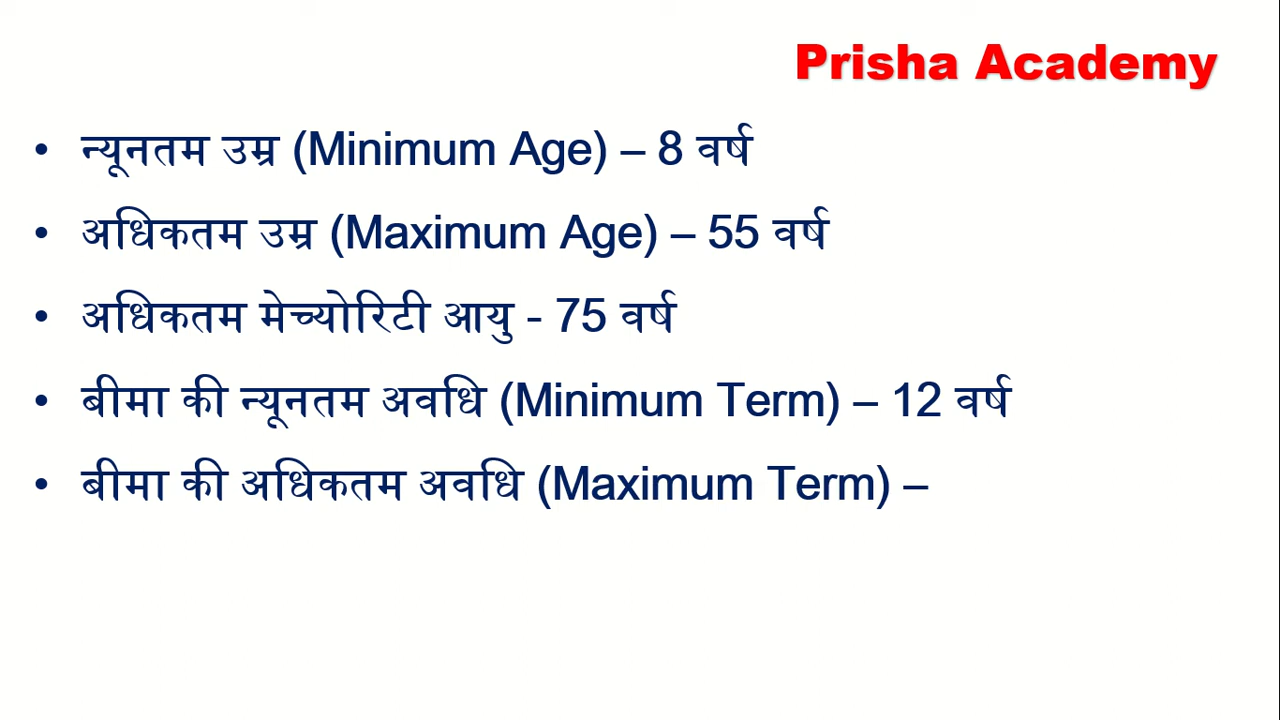 Prisha Academy
• न्यूनतम उम्र (Minimum Age) – 8 वर्ष
• अधिकतम उम्र (Maximum Age) – 55 वर्ष
• अधिकतम मेच्योरिटी आयु - 75 वर्ष
• बीमा की न्यूनतम अवधि (Minimum Term) – 12 वर्ष
• बीमा की अधिकतम अवधि (Maximum Term) –